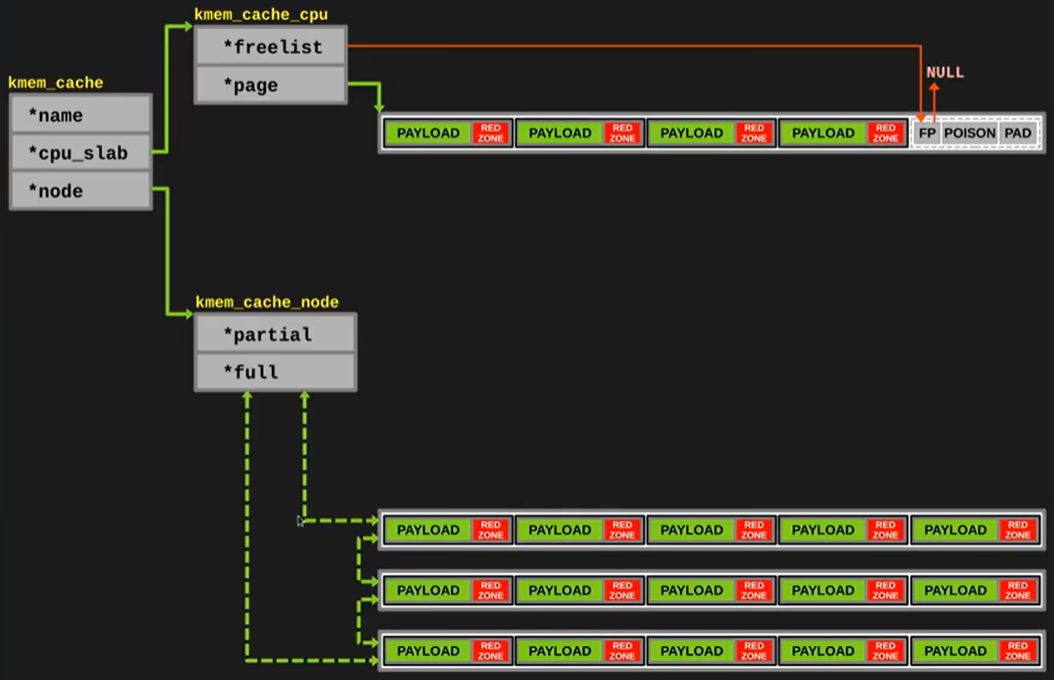 kmem_cache_cpu
*freelist
*page
kmem_cache
*name
*cpu_slab
*node
NULL
PAYLOAD RED ZONE PAYLOAD RED ZONE PAYLOAD RED ZONE PAYLOAD RED ZONE FP POISON PAD
kmem_cache_node
*partial
*full
PAYLOAD RED ZONE PAYLOAD RED ZONE PAYLOAD RED ZONE PAYLOAD RED ZONE PAYLOAD RED ZONE
PAYLOAD RED ZONE PAYLOAD RED ZONE PAYLOAD RED ZONE PAYLOAD RED ZONE PAYLOAD RED ZONE
PAYLOAD RED ZONE PAYLOAD RED ZONE PAYLOAD RED ZONE PAYLOAD RED ZONE PAYLOAD RED ZONE